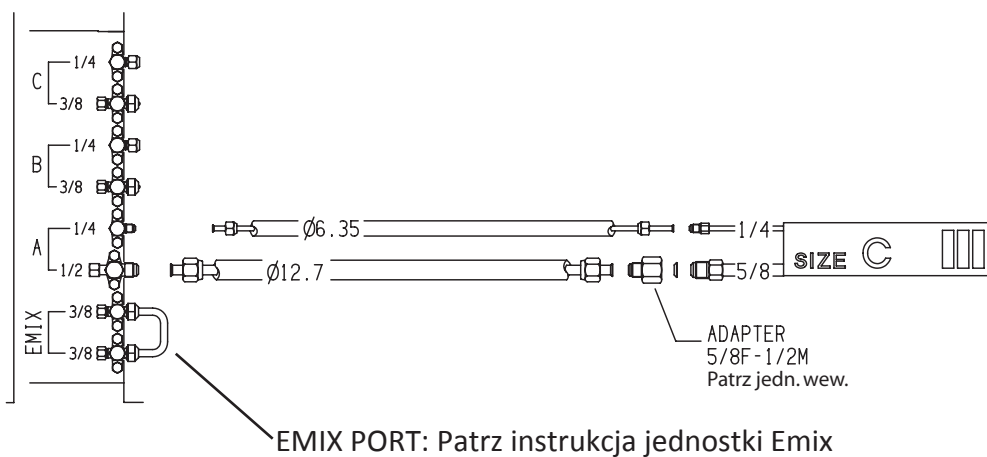 C
1/4
3/8
B
1/4
3/8
A
1/4
1/2
EMIX
3/8
3/8
Ø6.35
1/4
Ø12.7
5/8
SIZE C
ADAPTER
5/8F-1/2M
Patrz jedn. wew.
EMIX PORT: Patrz instrukcja jednostki Emix